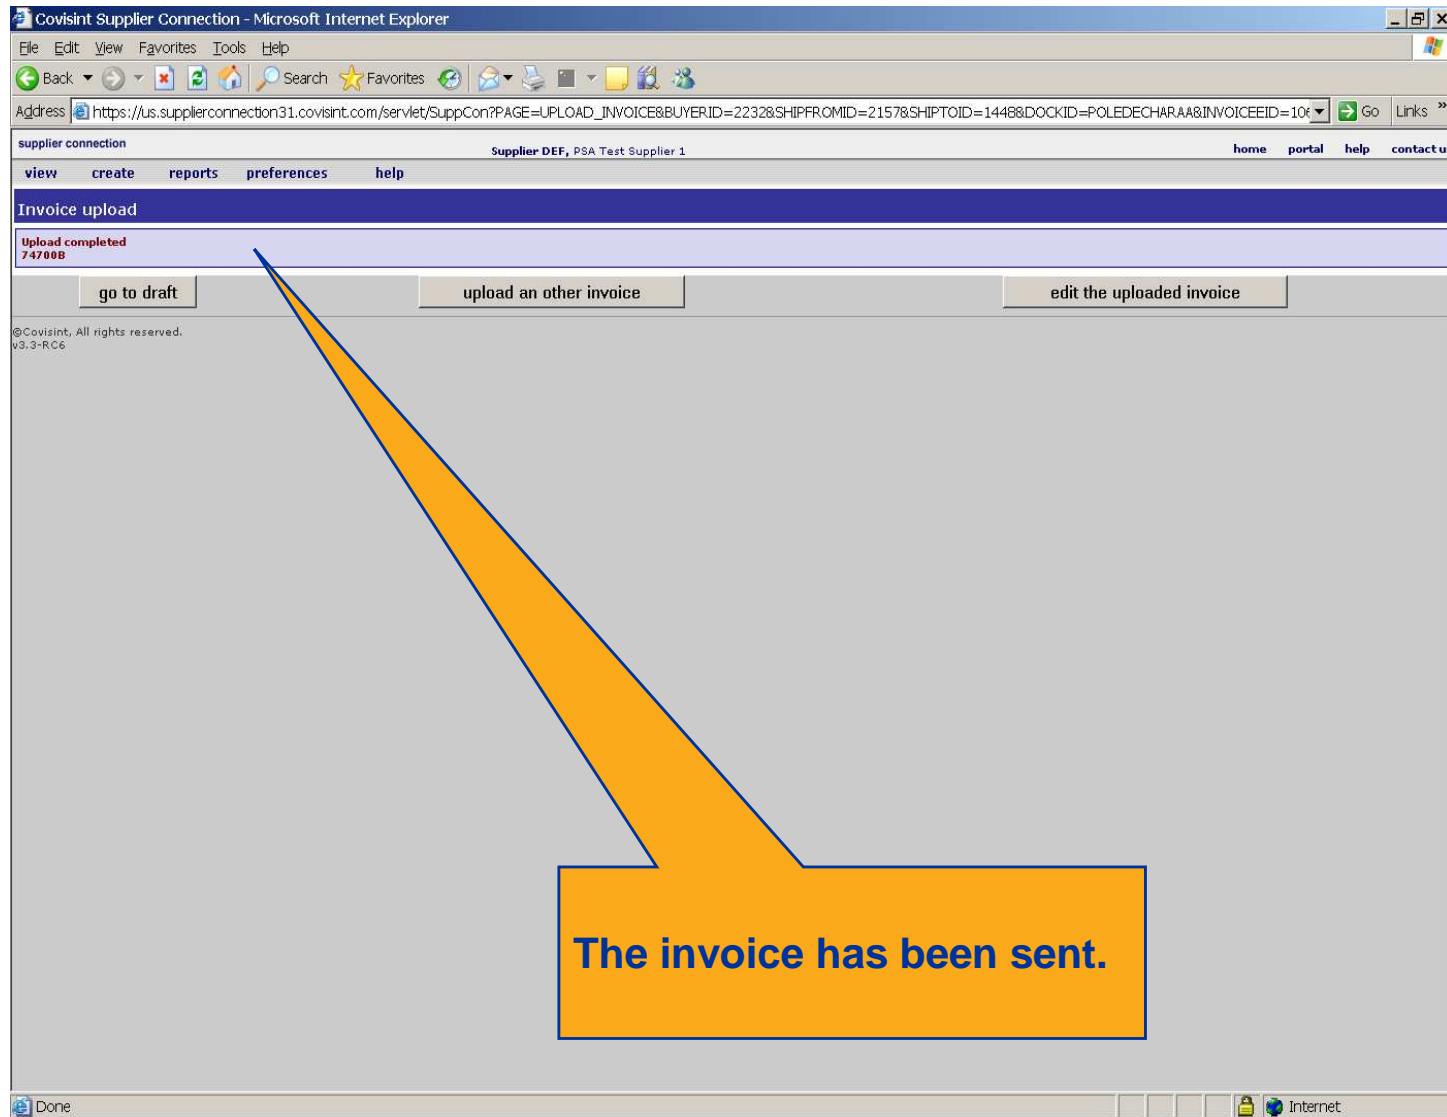 Covisint Supplier Connection - Microsoft Internet Explorer
File Edit View Favorites Tools Help
Back Search Favorites
Address https://us.supplierconnection31.covisint.com/servlet/SuppCon?PAGE=UPLOAD_INVOICE&BUYERID=2232&SHIPFROMID=2157&SHIPTOID=1448&DOCKID=POLEDECHARAA&INVOICEEID=106 Go Links »
supplier connection Supplier DEF, PSA Test Supplier 1 home portal help contact u
view create reports preferences help
Invoice upload
Upload completed
74700B
go to draft upload an other invoice edit the uploaded invoice
©Covisint, All rights reserved.
v3.3-RC6
The invoice has been sent.
Done Internet